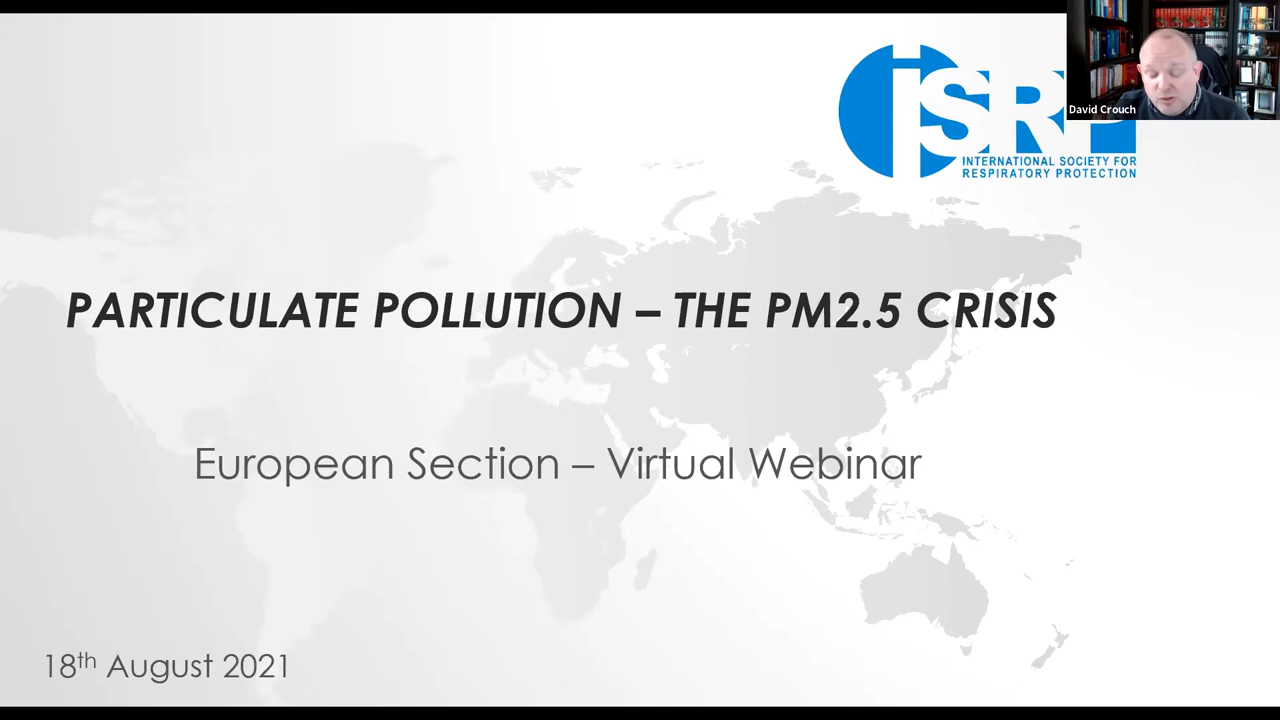 iSRP
INTERNATIONAL SOCIETY FOR
RESPIRATORY PROTECTION
David Crouch
PARTICULATE POLLUTION – THE PM2.5 CRISIS
European Section – Virtual Webinar
18th August 2021